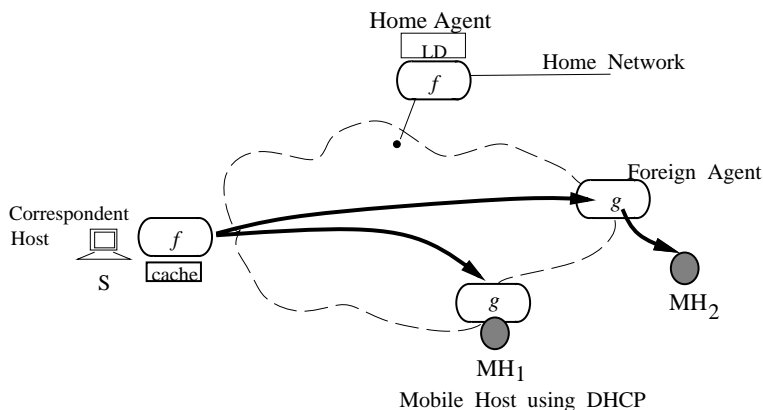 Home Agent
LD
f
Home Network
Foreign Agent
g
Correspondent
Host
f
cache
S
g
MH1
MH2
Mobile Host using DHCP